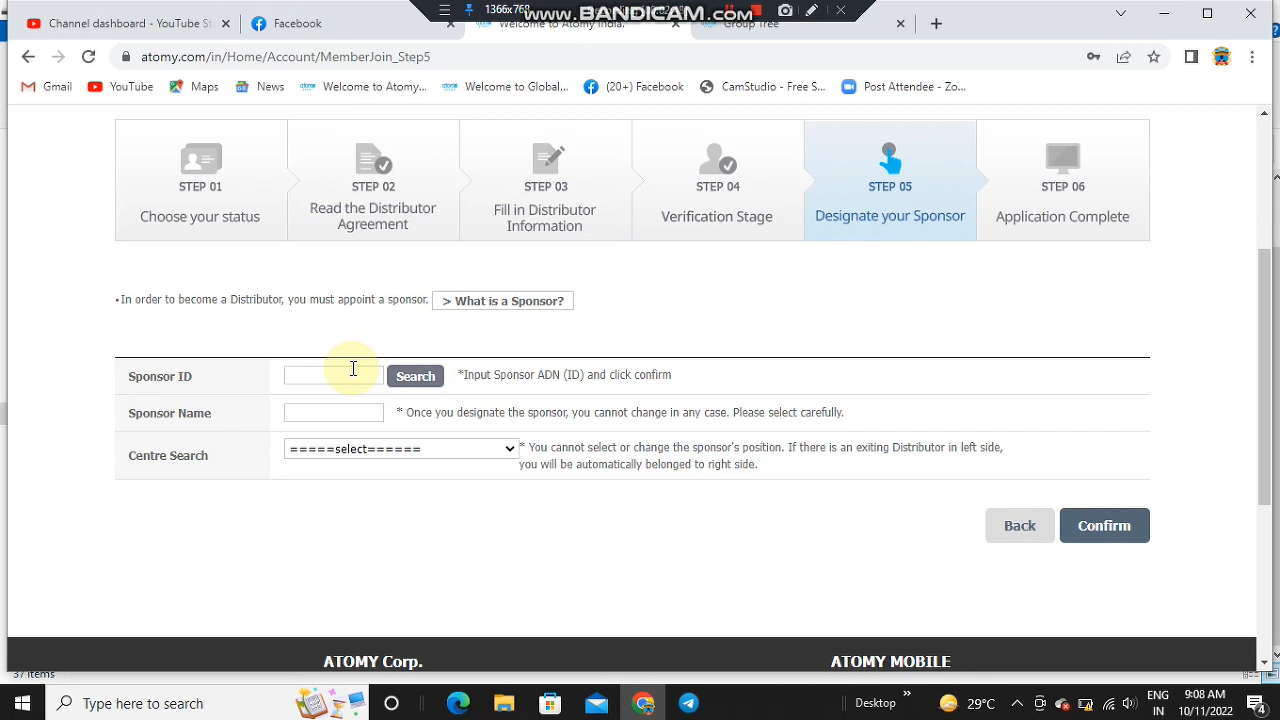 1366x768
www.BANDICAM.com
Channel dashboard - YouTube St
Facebook
Welcome to Atomy India.
Group Tree
atomy.com/in/Home/Account/MemberJoin_Step5
Gmail
YouTube
Maps
News
Welcome to Atomy...
Welcome to Global...
(20+) Facebook
CamStudio - Free S...
Post Attendee - Zo...
STEP 01
Choose your status
STEP 02
Read the Distributor
Agreement
STEP 03
Fill in Distributor
Information
STEP 04
Verification Stage
STEP 05
Designate your Sponsor
STEP 06
Application Complete
•In order to become a Distributor, you must appoint a sponsor. > What is a Sponsor?
Sponsor ID
Search
*Input Sponsor ADN (ID) and click confirm
Sponsor Name
* Once you designate the sponsor, you cannot change in any case. Please select carefully.
Centre Search
=====select======
* You cannot select or change the sponsor's position. If there is an exiting Distributor in left side,
you will be automatically belonged to right side.
Back
Confirm
ATOMY Corp.
ATOMY MOBILE
37 items
Type here to search
Desktop
»
29°C
ENG
IN
9:08 AM
10/11/2022
4